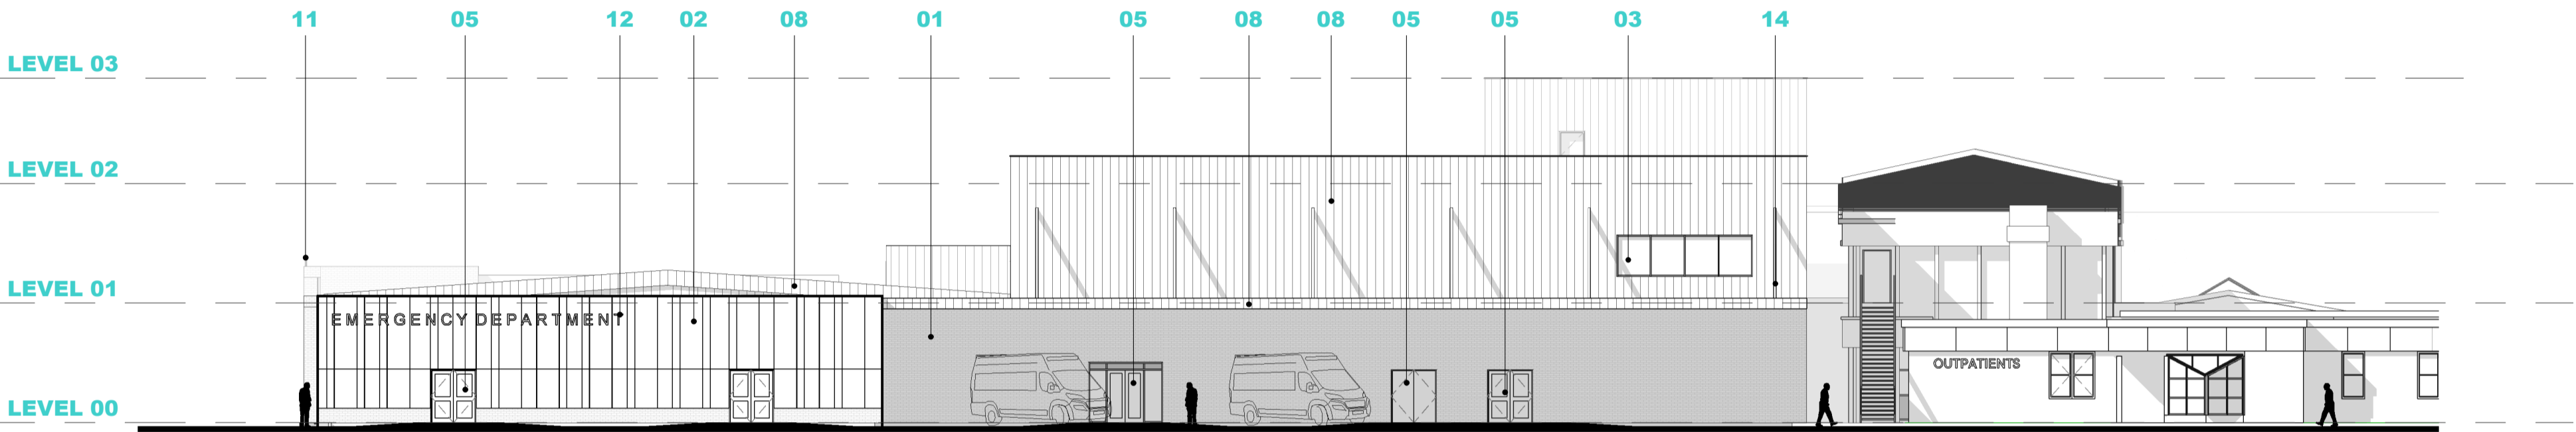 11 05 12 02 08 01 05 08 08 05 05 03 14
LEVEL 03
LEVEL 02
LEVEL 01
EMERGENCY DEPARTMENT
OUTPATIENTS
LEVEL 00